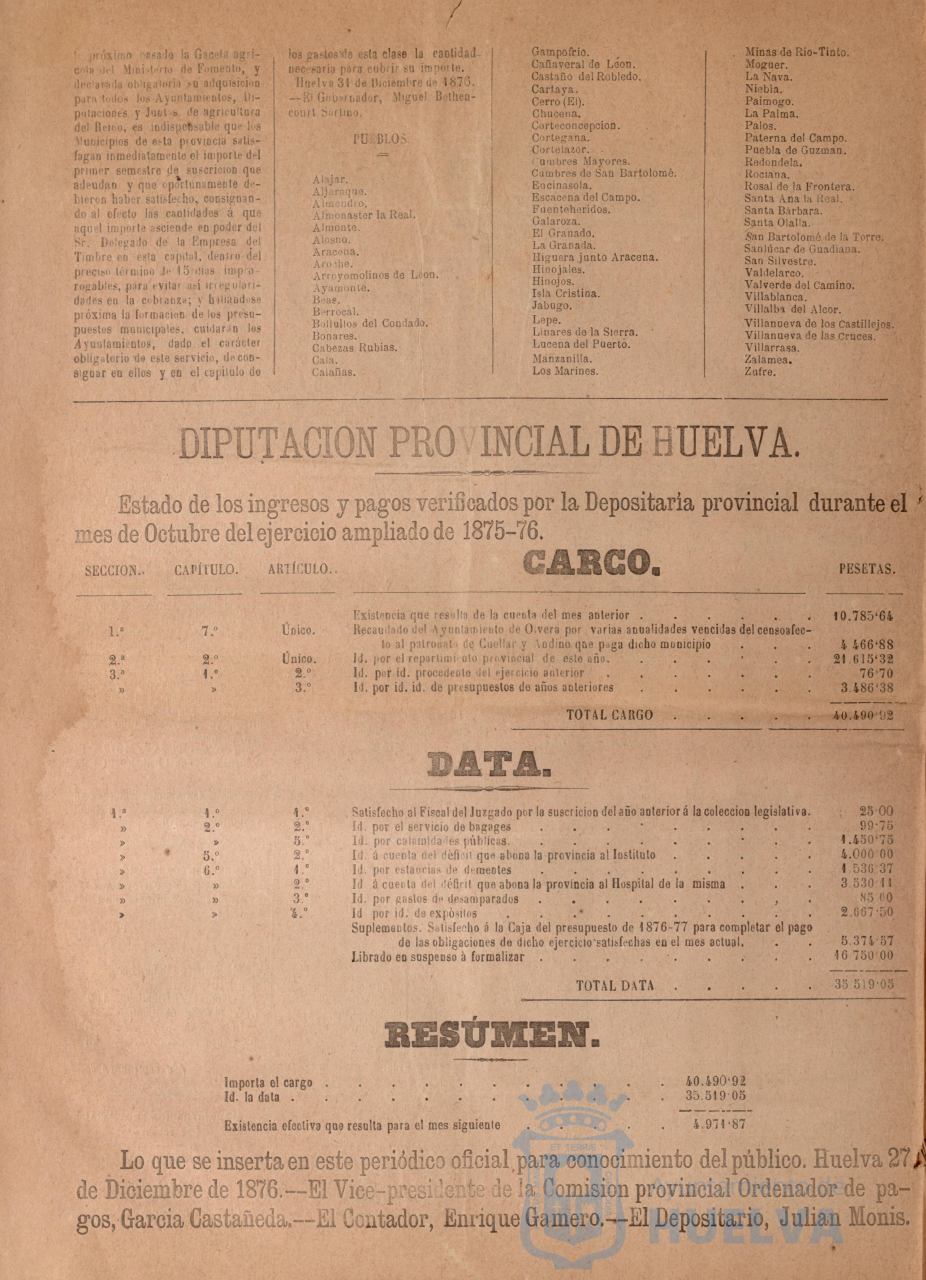 próximo pasado la Gaceta agri-
cola del Ministerio de Fomento, y
declarada obligatoria su adquisicion
para todos los Ayuntamientos, Di-
putaciones y Juntas de agricultura
del Reino, es indispensable que los
Municipios de esta provincia satis-
fagan inmediatamente el importe del
primer semestre de suscricion que
adeudan y que oportunamente de-
bieron haber satisfecho, consignan-
do al efecto las cantidades á que
aquel importe asciende en poder del
Sr. Delegado de la Empresa del
Timbre en esta capital, dentro del
preciso término de 15 dias impro-
rogables, para evitar así irregulari-
dades en la cobranza; y hallándose
próxima la formacion de los presu-
puestos municipales, cuidarán los
Ayuntamientos, dado el carácter
obligatorio de este servicio, de con-
signar en ellos y en el capítulo de
los gastos de esta clase la cantidad
necesaria para cubrir su importe.
Huelva 31 de Diciembre de 1876.
—El Gobernador, Miguel Bethen-
court Sortino.
PUEBLOS.
Alajar.
Aljaraque.
Almendro.
Almonaster la Real.
Almonte.
Alosno.
Aracena.
Aroche.
Arroyomolinos de Leon.
Ayamonte.
Beas.
Berrocal.
Bollullos del Condado.
Bonares.
Cabezas Rubias.
Cala.
Calañas.
Gampofrio.
Cañaveral de Leon.
Castaño del Robledo.
Cartaya.
Cerro (El).
Chucena.
Corteconcepcion.
Cortegana.
Cortelazor.
Cumbres Mayores.
Cumbres de San Bartolomé.
Encinasola.
Escacena del Campo.
Fuenteheridos.
Galaroza.
El Granado.
La Granada.
Higuera junto Aracena.
Hinojales.
Hinojos.
Isla Cristina.
Jabugo.
Lepe.
Linares de la Sierra.
Lucena del Puerto.
Manzanilla.
Los Marines.
Minas de Rio-Tinto.
Moguer.
La Nava.
Niebla.
Paimogo.
La Palma.
Palos.
Paterna del Campo.
Puebla de Guzman.
Redondela.
Rociana.
Rosal de la Frontera.
Santa Ana la Real.
Santa Bárbara.
Santa Olalla.
San Bartolomé de la Torre.
Sanlúcar de Guadiana.
San Silvestre.
Valdelarco.
Valverde del Camino.
Villablanca.
Villalba del Alcor.
Villanueva de los Castillejos.
Villanueva de las Cruces.
Villarrasa.
Zalamea.
Zufre.
DIPUTACION PROVINCIAL DE HUELVA.
Estado de los ingresos y pagos verificados por la Depositaria provincial durante el
mes de Octubre del ejercicio ampliado de 1875-76.
CARGO.
SECCION.. CAPÍTULO. ARTÍCULO.. PESETAS.
Existencia que resulta de la cuenta del mes anterior . . . . . . 10.785'64
1.ª 7.º Único. Recaudado del Ayuntamiento de Olvera por varias anualidades vencidas del censo afec-
to al patronato de Cuellar y Andino que paga dicho municipio . . . 4 466'88
2.ª 2.º Único. Id. por el repartimiento provincial de este año. . . . . . . 21 615'32
3.ª 1.º 2.º Id. por id. procedente del ejercicio anterior . . . . . . . 76'70
» » 3.º Id. por id. id. de presupuestos de años anteriores . . . . . . 3.486'38
TOTAL CARGO . . . . . 40.490'92
DATA.
1.ª 1.º 1.º Satisfecho al Fiscal del Juzgado por la suscricion del año anterior á la coleccion legislativa. 25'00
» 2.º 2.º Id. por el servicio de bagages . . . . . . . . . 99'75
» » 5.º Id. por calamidades públicas. . . . . . . . . . 1.450'75
» 5.º 2.º Id. á cuenta del déficit que abona la provincia al Instituto . . . . . 4.000'00
» 6.º 1.º Id. por estancias de dementes . . . . . . . . . 1.536'37
» » 2.º Id á cuenta del déficit que abona la provincia al Hospital de la misma . . . 3.530'11
» » 3.º Id. por gastos de desamparados . . . . . . , .
» » 4.º Id por id. de expósitos . . . . . . . . . . 2.667'50
Suplementos. Satisfecho á la Caja del presupuesto de 1876-77 para completar el pago
de las obligaciones de dicho ejercicio satisfechas en el mes actual. . . 5.374'57
Librado en suspenso à formalizar . . . . . . . . . 16 750'00
TOTAL DATA . . . . . 35 519'05
RESÚMEN.
Importa el cargo . . . . . . . . . . . 40.490'92
Id. la data . . . . . . . . . . . . 35.519'05
Existencia efectiva que resulta para el mes siguiente . . . . . 4.971'87
Lo que se inserta en este periódico oficial para conocimiento del público. Huelva 27
de Diciembre de 1876.—El Vice-presidente de la Comision provincial Ordenador de pa-
gos, Garcia Castañeda.—El Contador, Enrique Gamero.—El Depositario, Julian Monis.
HUELVA